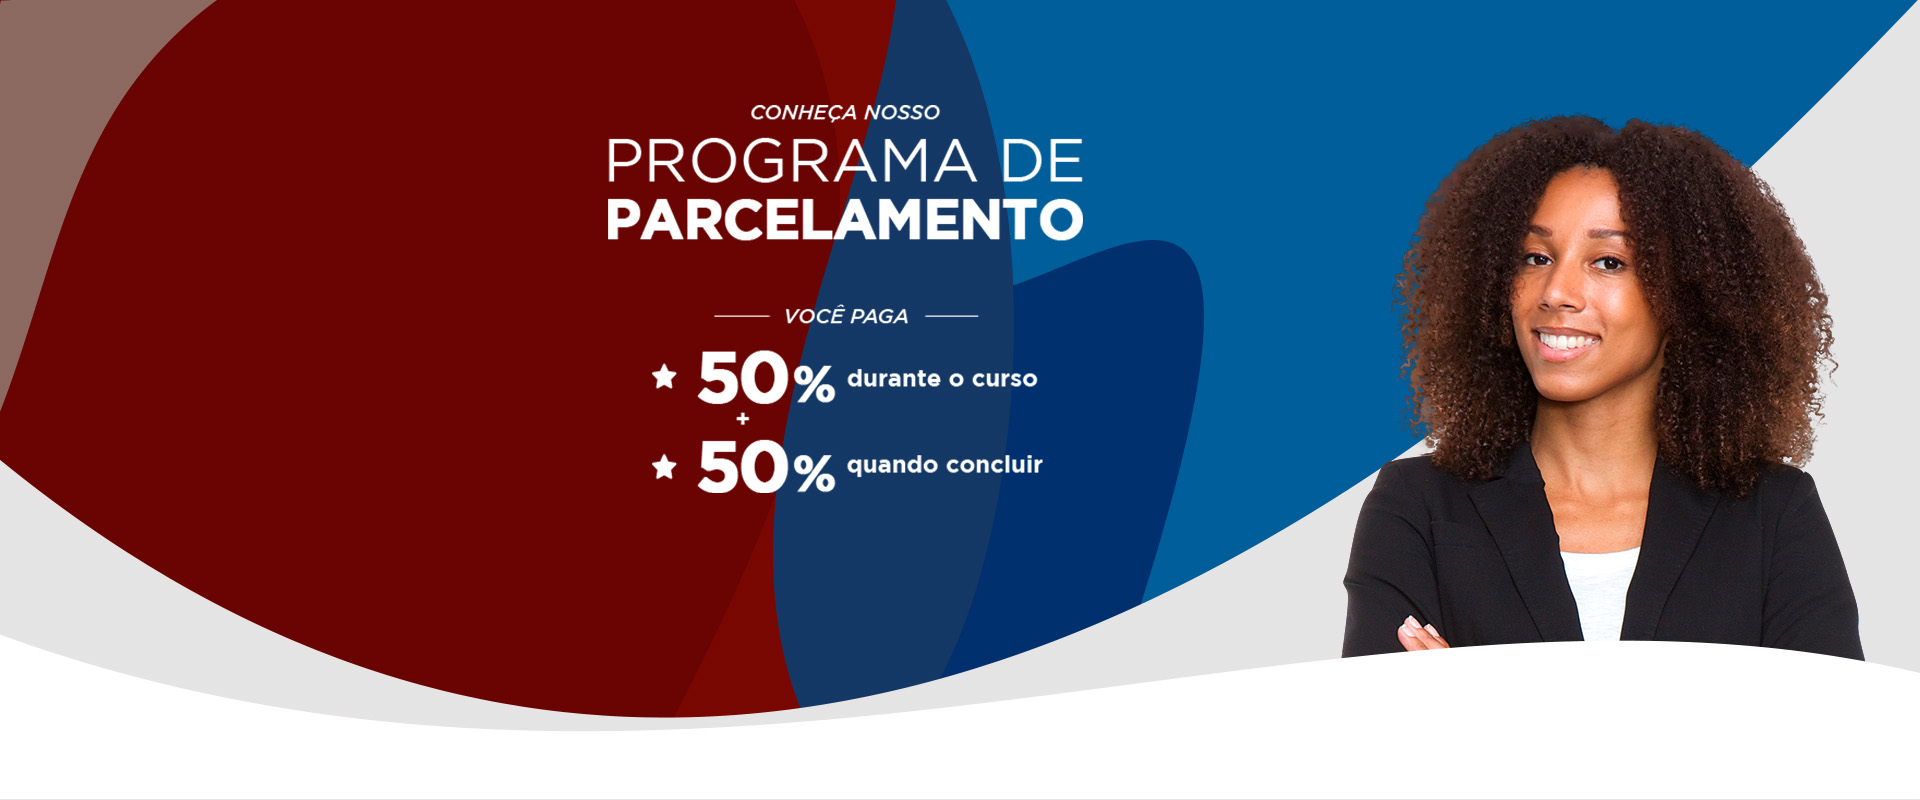 CONHEÇA NOSSO
PROGRAMA DE
PARCELAMENTO
VOCÊ PAGA
50% durante o curso
+
50% quando concluir